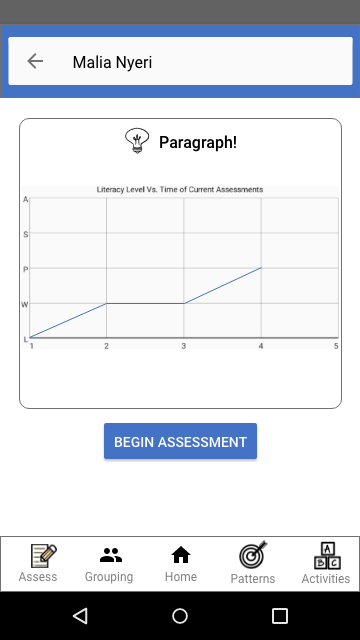 Malia Nyeri
Paragraph!
Literacy Level Vs. Time of Current Assessments
A
S
P
W
L
1 2 3 4 5
BEGIN ASSESSMENT
Assess Grouping Home Patterns Activities